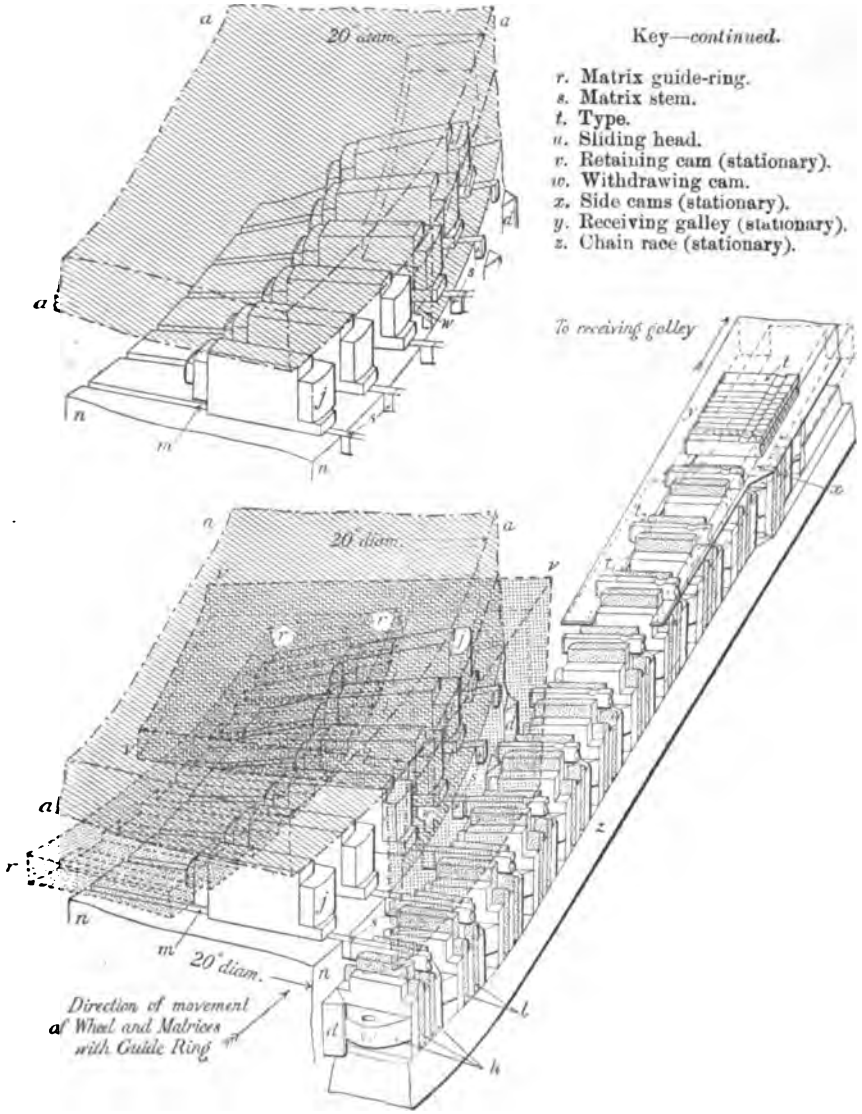 Key—continued.
r. Matrix guide-ring.
s. Matrix stem.
t. Type.
u. Sliding head.
v. Retaining cam (stationary).
w. Withdrawing cam.
x. Side cams (stationary).
y. Receiving galley (stationary).
z. Chain race (stationary).
a
a
20" diam.
d
s
a
w
j
n
m
s
n
To receiving galley
t
x
a
a
20" diam.
v
r
r
j
a
z
r
n
s
m
20" diam.
n
Direction of movement
of Wheel and Matrices
with Guide Ring
d
l
h